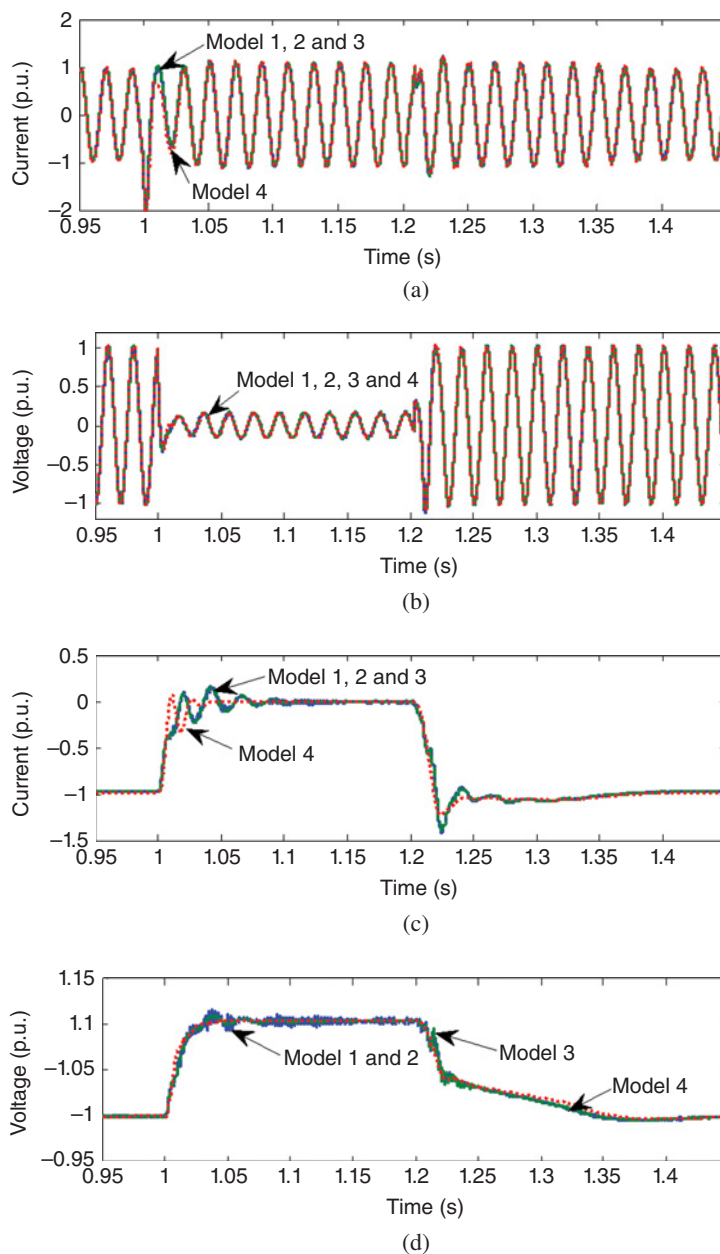 Model 1, 2 and 3
2
1
0
−1
−2
Current (p.u.)
Model 4
0.95 1 1.05 1.1 1.15 1.2 1.25 1.3 1.35 1.4
Time (s)
(a)
1
0.5
0
−0.5
−1
Voltage (p.u.)
Model 1, 2, 3 and 4
0.95 1 1.05 1.1 1.15 1.2 1.25 1.3 1.35 1.4
Time (s)
(b)
0.5
0
−0.5
−1
−1.5
Current (p.u.)
Model 1, 2 and 3
Model 4
0.95 1 1.05 1.1 1.15 1.2 1.25 1.3 1.35 1.4
Time (s)
(c)
1.15
1.1
−1.05
−1
−0.95
Voltage (p.u.)
Model 1 and 2
Model 3
Model 4
0.95 1 1.05 1.1 1.15 1.2 1.25 1.3 1.35 1.4
Time (s)
(d)